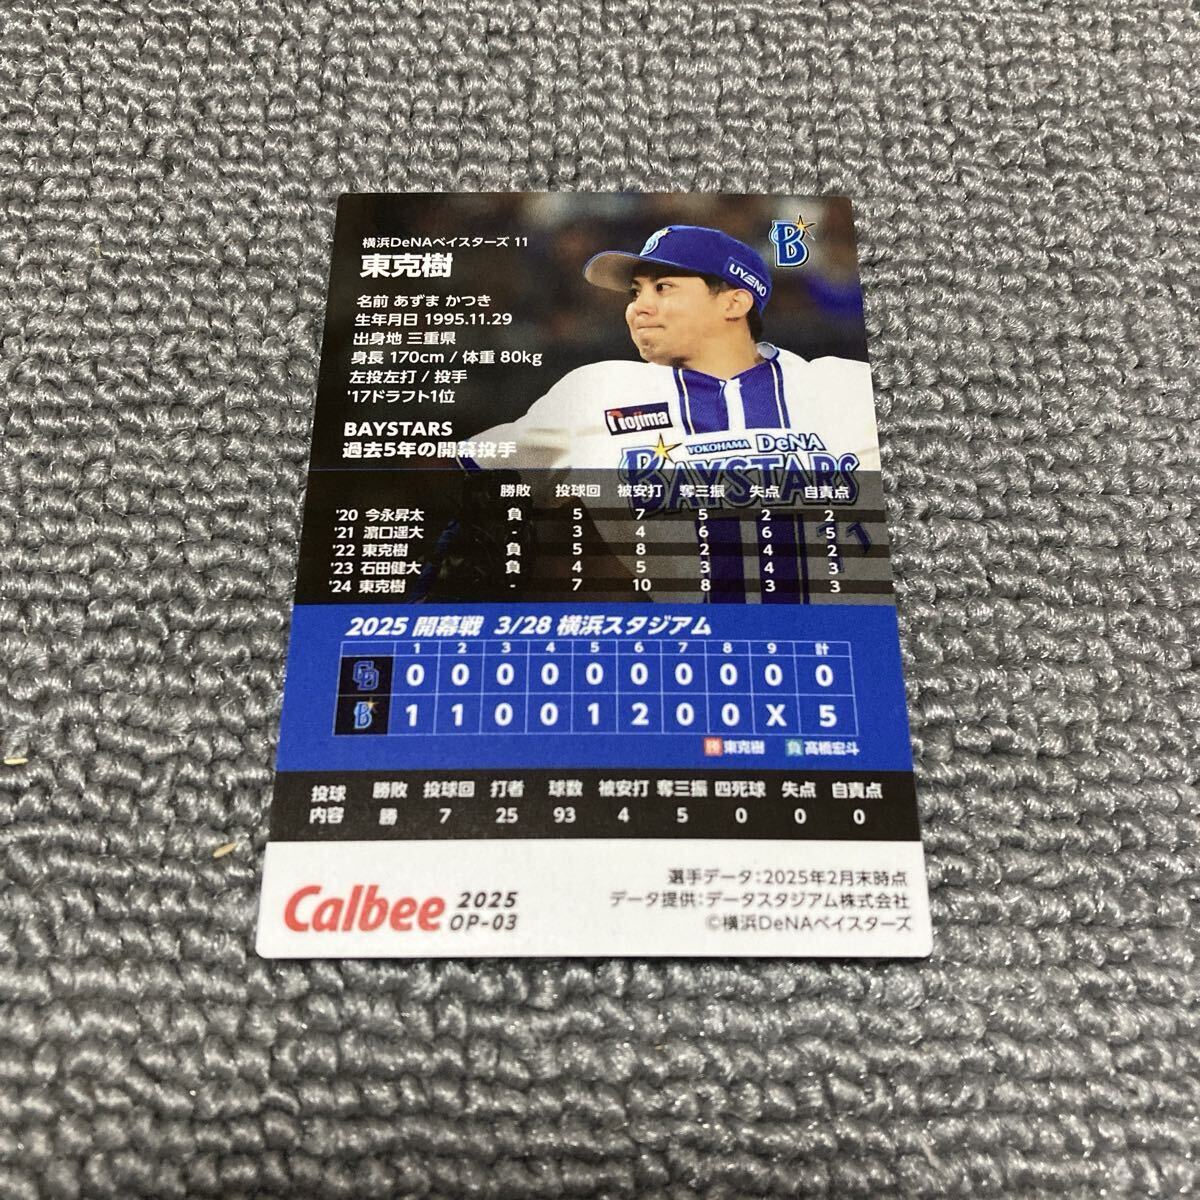 横浜DeNAベイスターズ 11
東克樹
名前 あずま かつき
生年月日 1995.11.29
出身地 三重県
身長 170cm / 体重 80kg
左投左打 / 投手
'17ドラフト1位
B
UYENO
nojima
YOKOHAMA DeNA
BAYSTARS
11
BAYSTARS
過去5年の開幕投手
勝敗 投球回 被安打 奪三振 失点 自責点
'20 今永昇太 負 5 7 5 2 2
'21 濵口遥大 - 3 4 6 6 5
'22 東克樹 負 5 8 2 4 2
'23 石田健大 負 4 5 3 4 3
'24 東克樹 - 7 10 8 3 3
2025 開幕戦 3/28 横浜スタジアム
1 2 3 4 5 6 7 8 9 計
CD 0 0 0 0 0 0 0 0 0 0
B 1 1 0 0 1 2 0 0 X 5
勝 東克樹 負 髙橋宏斗
投球内容 勝敗 投球回 打者 球数 被安打 奪三振 四死球 失点 自責点
勝 7 25 93 4 5 0 0 0
Calbee 2025 OP-03
選手データ:2025年2月末時点
データ提供:データスタジアム株式会社
©横浜DeNAベイスターズ